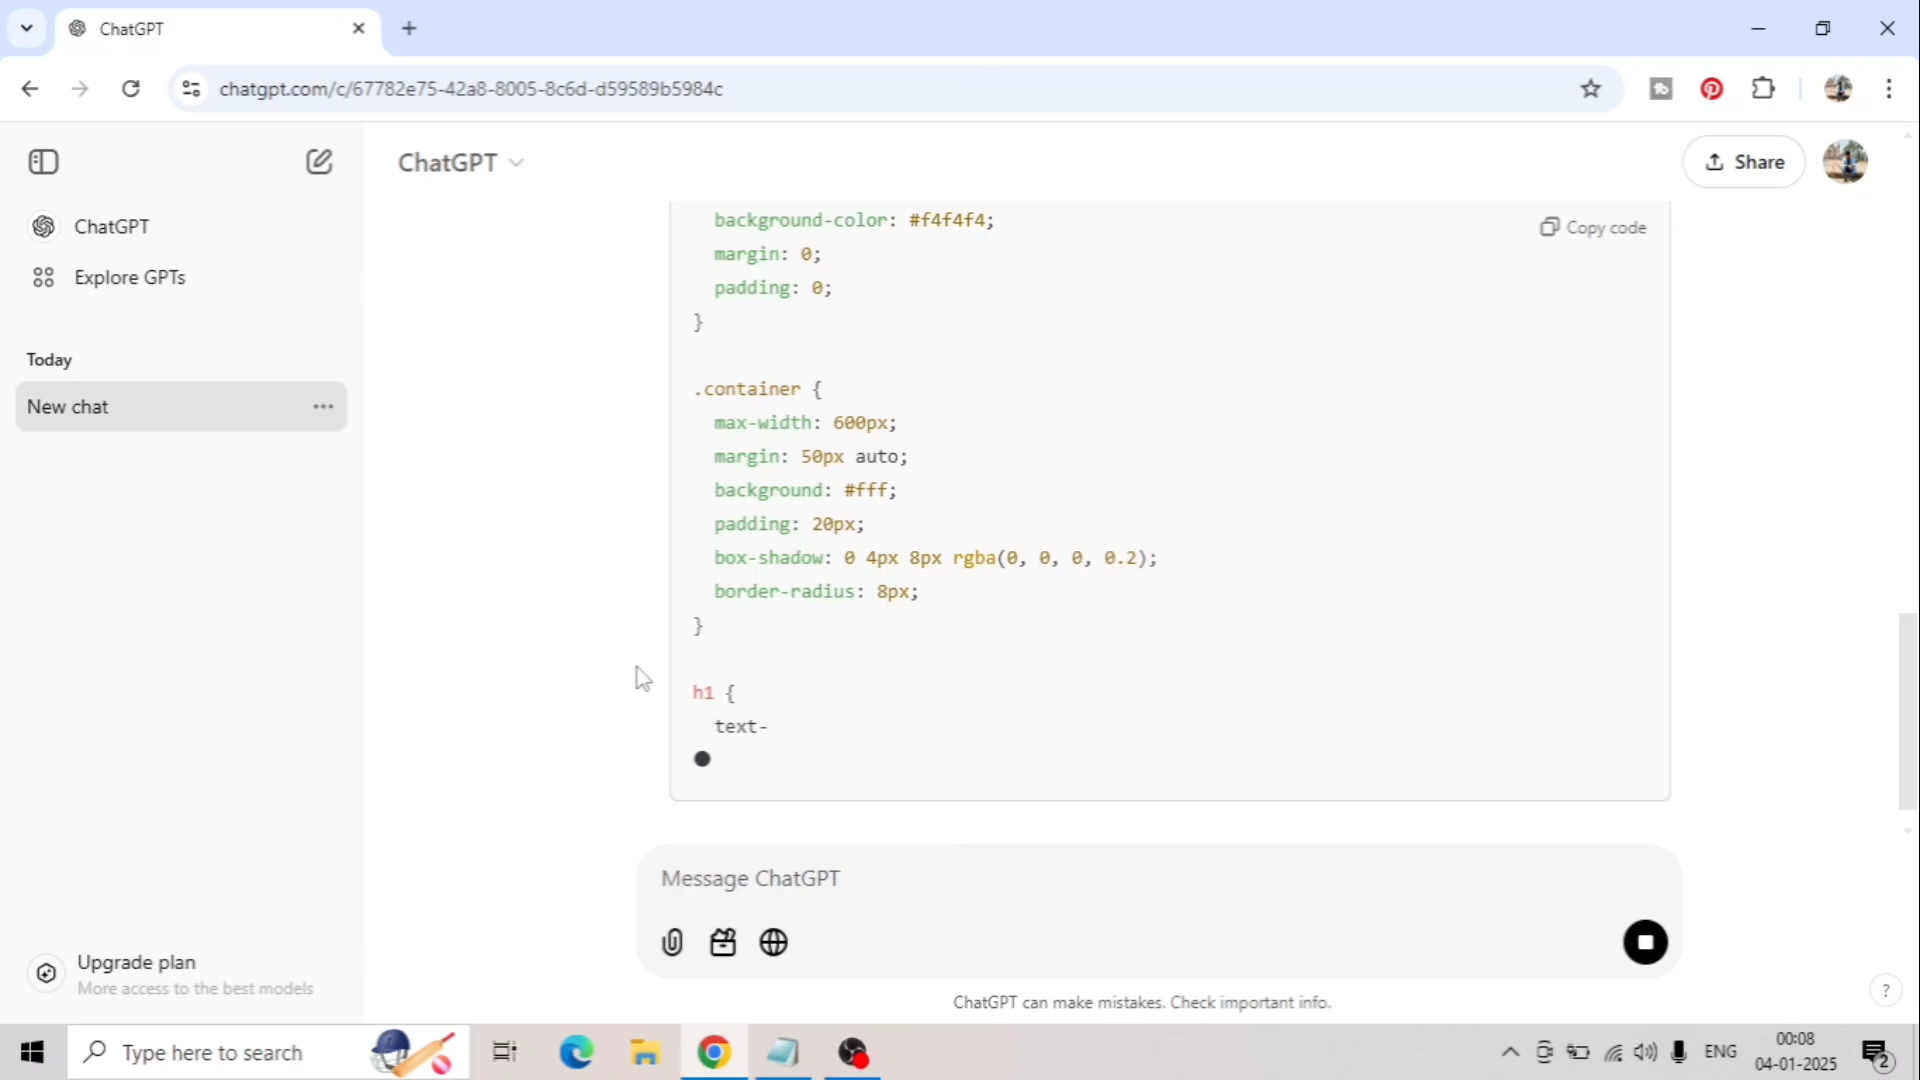 ChatGPT
chatgpt.com/c/67782e75-42a8-8005-8c6d-d59589b5984c
ChatGPT
Share
ChatGPT
Explore GPTs
Today
New chat
background-color: #f4f4f4;
Copy code
margin: 0;
padding: 0;
}
.container {
max-width: 600px;
margin: 50px auto;
background: #fff;
padding: 20px;
box-shadow: 0 4px 8px rgba(0, 0, 0, 0.2);
border-radius: 8px;
}
h1 {
text-
Message ChatGPT
Upgrade plan
More access to the best models
ChatGPT can make mistakes. Check important info.
?
Type here to search
ENG
00:08
04-01-2025
2